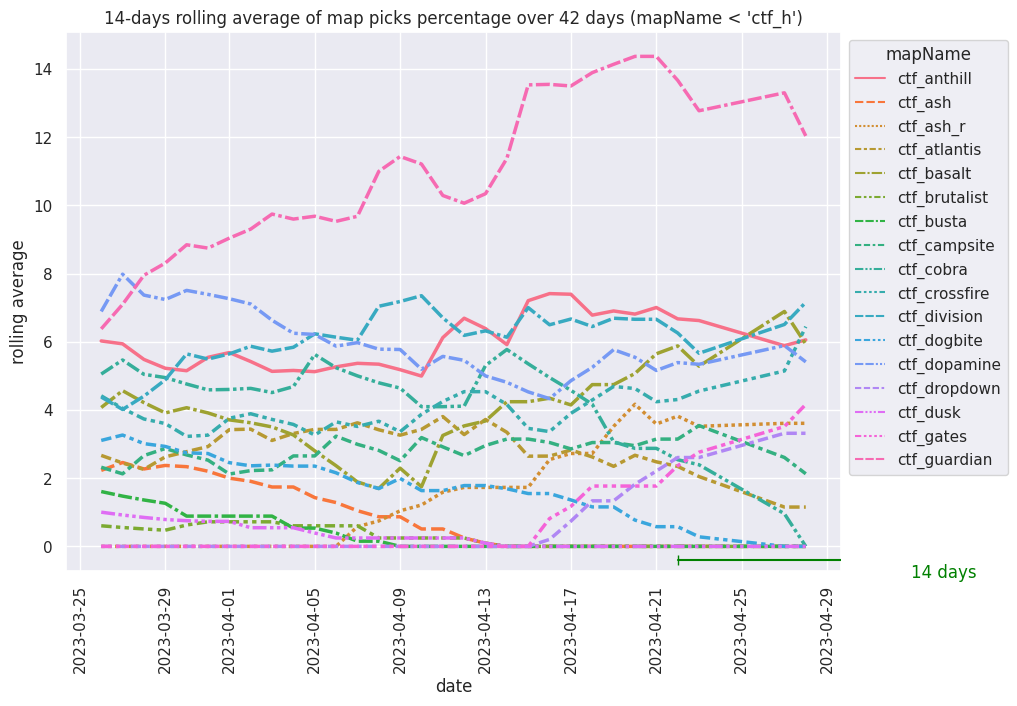 14-days rolling average of map picks percentage over 42 days (mapName < 'ctf_h')
rolling average
14
12
10
8
6
4
2
0
2023-03-25
2023-03-29
2023-04-01
2023-04-05
2023-04-09
2023-04-13
2023-04-17
2023-04-21
2023-04-25
2023-04-29
date
mapName
ctf_anthill
ctf_ash
ctf_ash_r
ctf_atlantis
ctf_basalt
ctf_brutalist
ctf_busta
ctf_campsite
ctf_cobra
ctf_crossfire
ctf_division
ctf_dogbite
ctf_dopamine
ctf_dropdown
ctf_dusk
ctf_gates
ctf_guardian
14 days